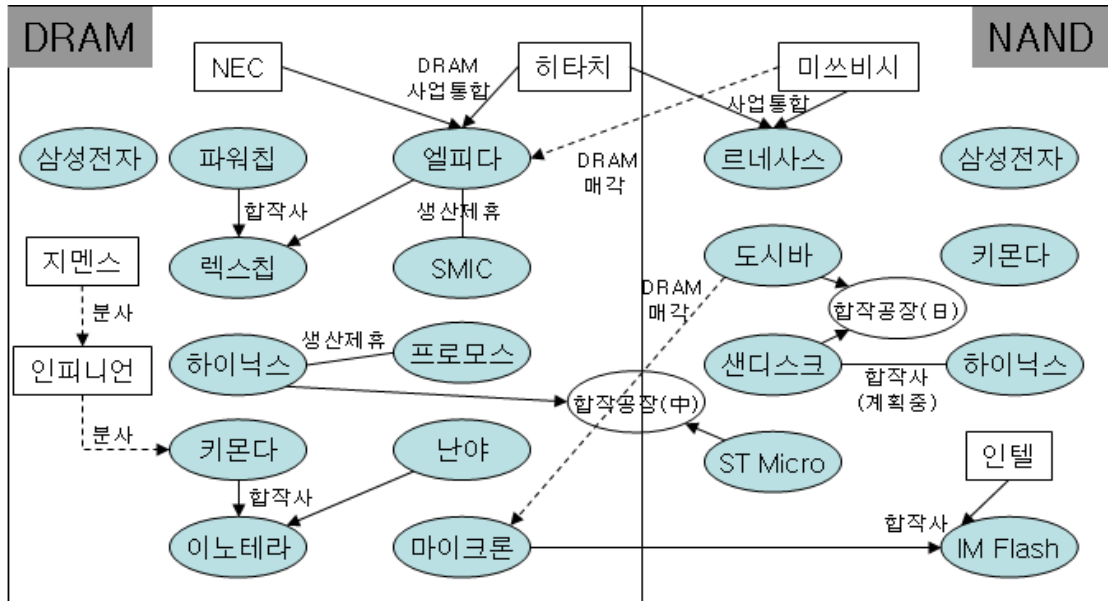 DRAM
NAND
NEC
DRAM
사업통합
히타치
미쓰비시
사업통합
삼성전자
파워칩
엘피다
DRAM
매각
르네사스
삼성전자
합작사
생산제휴
지멘스
렉스칩
SMIC
도시바
키몬다
분사
DRAM
매각
합작공장(日)
인피니언
하이닉스
생산제휴
프로모스
샌디스크
하이닉스
합작사
(계획중)
합작공장(中)
분사
키몬다
난야
ST Micro
인텔
합작사
합작사
이노테라
마이크론
IM Flash